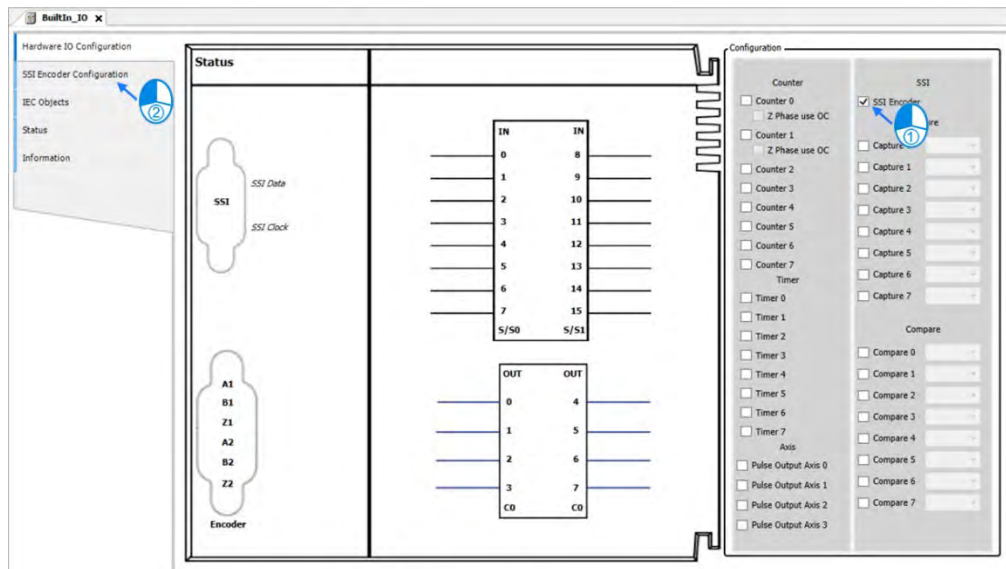 BuiltIn_IO X
Hardware IO Configuration
SSI Encoder Configuration
②
IEC Objects
Status
Information
Status
SSI
SSI Data
SSI Clock
A1
B1
Z1
A2
B2
Z2
Encoder
IN IN
0 8
1 9
2 10
3 11
4 12
5 13
6 14
7 15
S/S0 S/S1
OUT OUT
0 4
1 5
2 6
3 7
C0 C0
Configuration
Counter
Counter 0
Z Phase use OC
Counter 1
Z Phase use OC
Counter 2
Counter 3
Counter 4
Counter 5
Counter 6
Counter 7
Timer
Timer 0
Timer 1
Timer 2
Timer 3
Timer 4
Timer 5
Timer 6
Timer 7
Axis
Pulse Output Axis 0
Pulse Output Axis 1
Pulse Output Axis 2
Pulse Output Axis 3
SSI
SSI Encoder
①
Capture
Capture 1
Capture 2
Capture 3
Capture 4
Capture 5
Capture 6
Capture 7
Compare
Compare 0
Compare 1
Compare 2
Compare 3
Compare 4
Compare 5
Compare 6
Compare 7